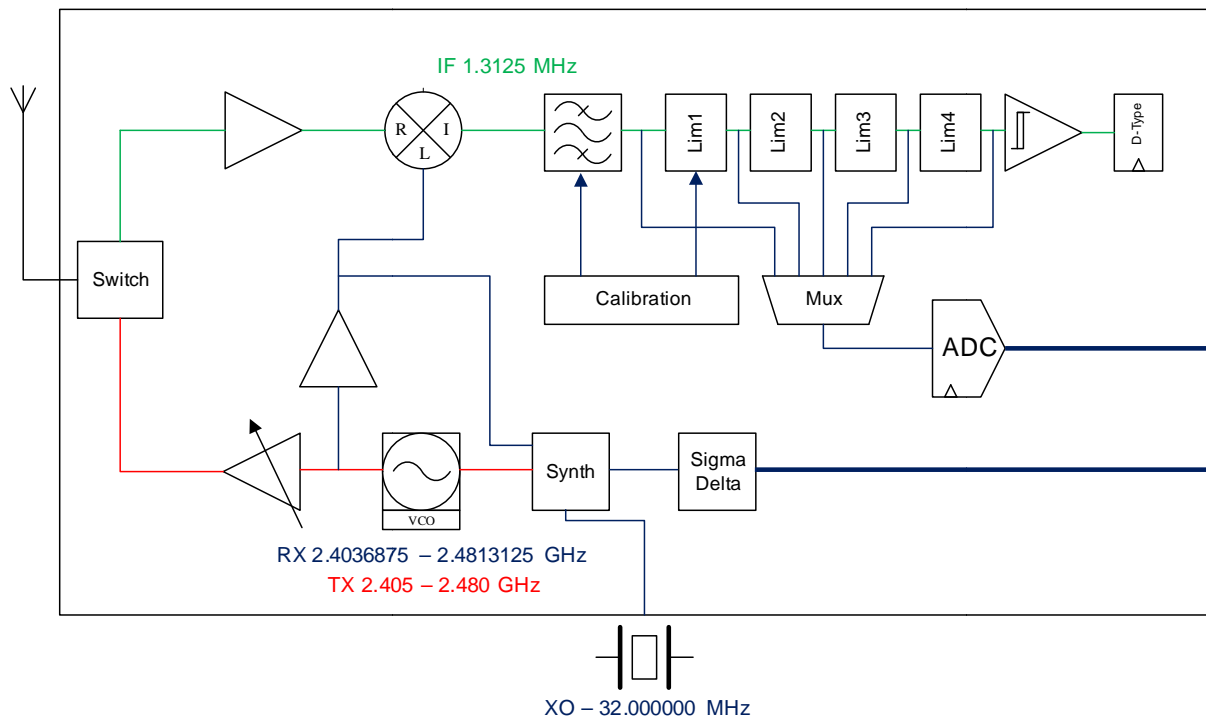 IF 1.3125 MHz
R
I
L
Lim1
Lim2
Lim3
Lim4
D-Type
Switch
Calibration
Mux
ADC
Synth
Sigma
Delta
VCO
RX 2.4036875 – 2.4813125 GHz
TX 2.405 – 2.480 GHz
XO – 32.000000 MHz